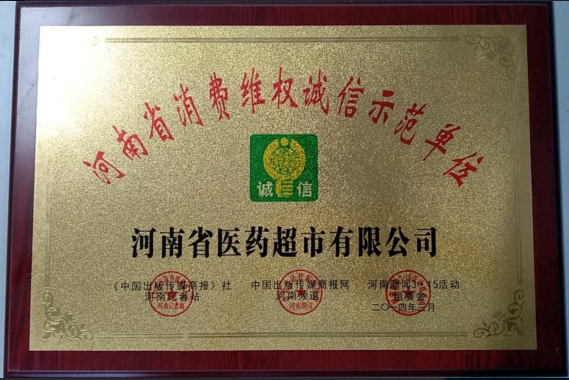 河南省消费维权诚信示范单位
诚信
河南省医药超市有限公司
《中国出版传媒商报》社 中国出版传媒商报网 河南新闻3·15活动
河南记者站 河南频道 组委会
二〇一四年三月